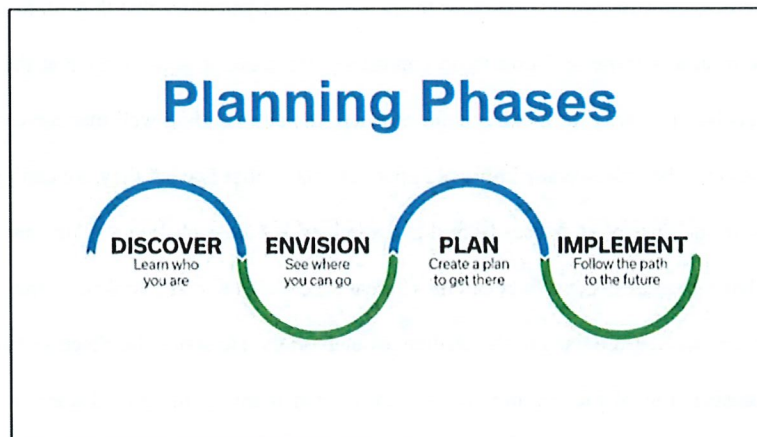 Planning Phases
DISCOVER
Learn who
you are
ENVISION
See where
you can go
PLAN
Create a plan
to get there
IMPLEMENT
Follow the path
to the future